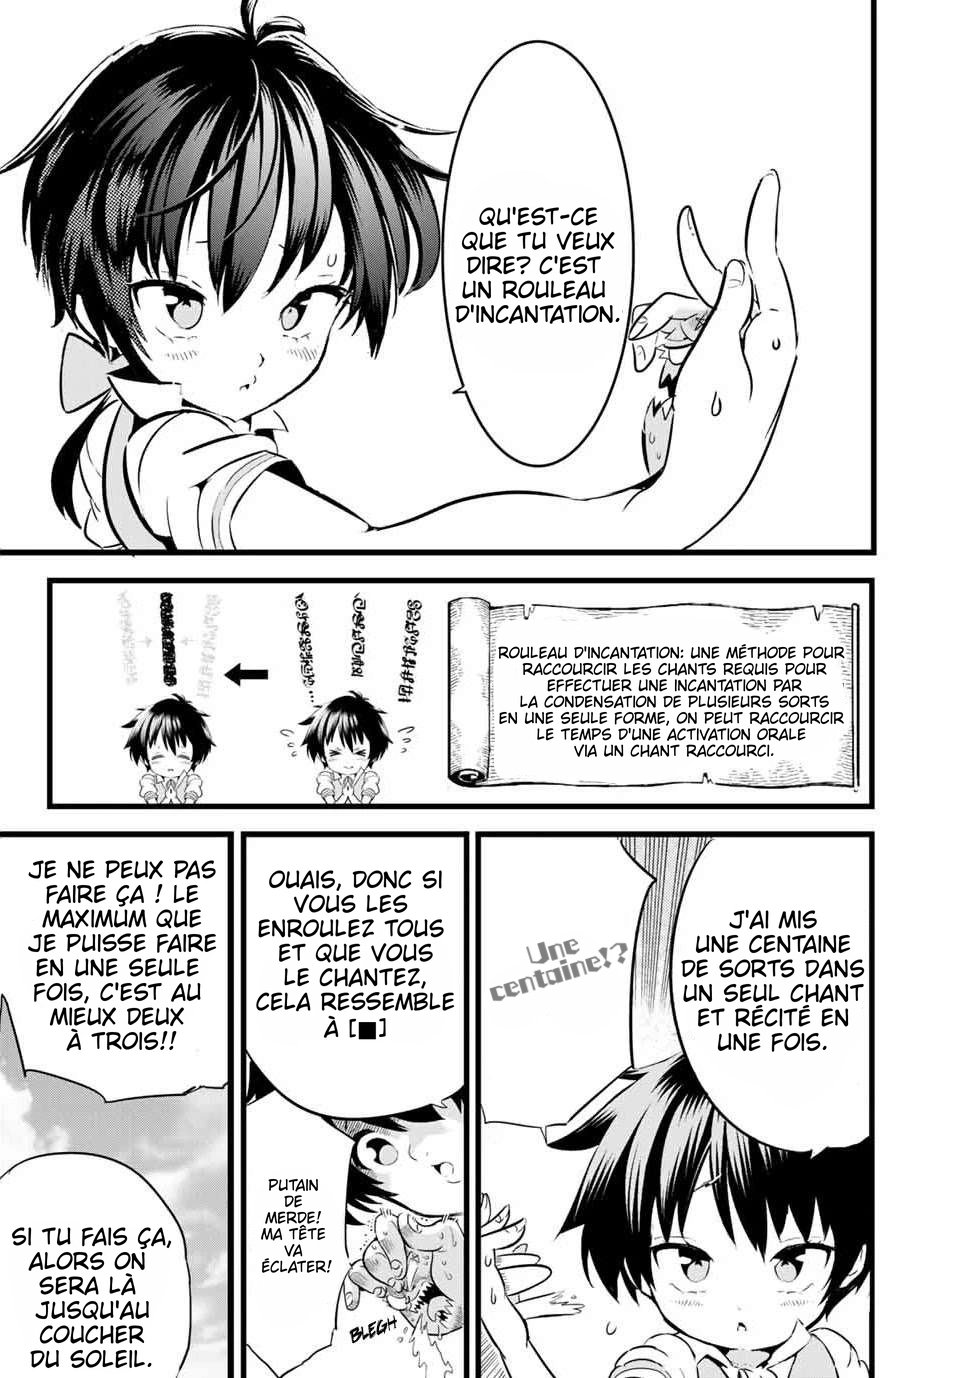 QU'EST-CE
QUE TU VEUX
DIRE? C'EST
UN ROULEAU
D'INCANTATION.
ROULEAU D'INCANTATION: UNE MÉTHODE POUR
RACCOURCIR LES CHANTS REQUIS POUR
EFFECTUER UNE INCANTATION PAR
LA CONDENSATION DE PLUSIEURS SORTS
EN UNE SEULE FORME, ON PEUT RACCOURCIR
LE TEMPS D'UNE ACTIVATION ORALE
VIA UN CHANT RACCOURCI.
J'AI MIS
UNE CENTAINE
DE SORTS DANS
UN SEUL CHANT
ET RÉCITÉ EN
UNE FOIS.
Une
centaine!?
OUAIS, DONC SI
VOUS LES
ENROULEZ TOUS
ET QUE VOUS
LE CHANTEZ,
CELA RESSEMBLE
À [■]
PUTAIN
DE
MERDE!
MA TÊTE
VA
ÉCLATER!
BLEGH
JE NE PEUX PAS
FAIRE ÇA ! LE
MAXIMUM QUE
JE PUISSE FAIRE
EN UNE SEULE
FOIS, C'EST AU
MIEUX DEUX
À TROIS!!
SI TU FAIS ÇA,
ALORS ON
SERA LÀ
JUSQU'AU
COUCHER
DU SOLEIL.